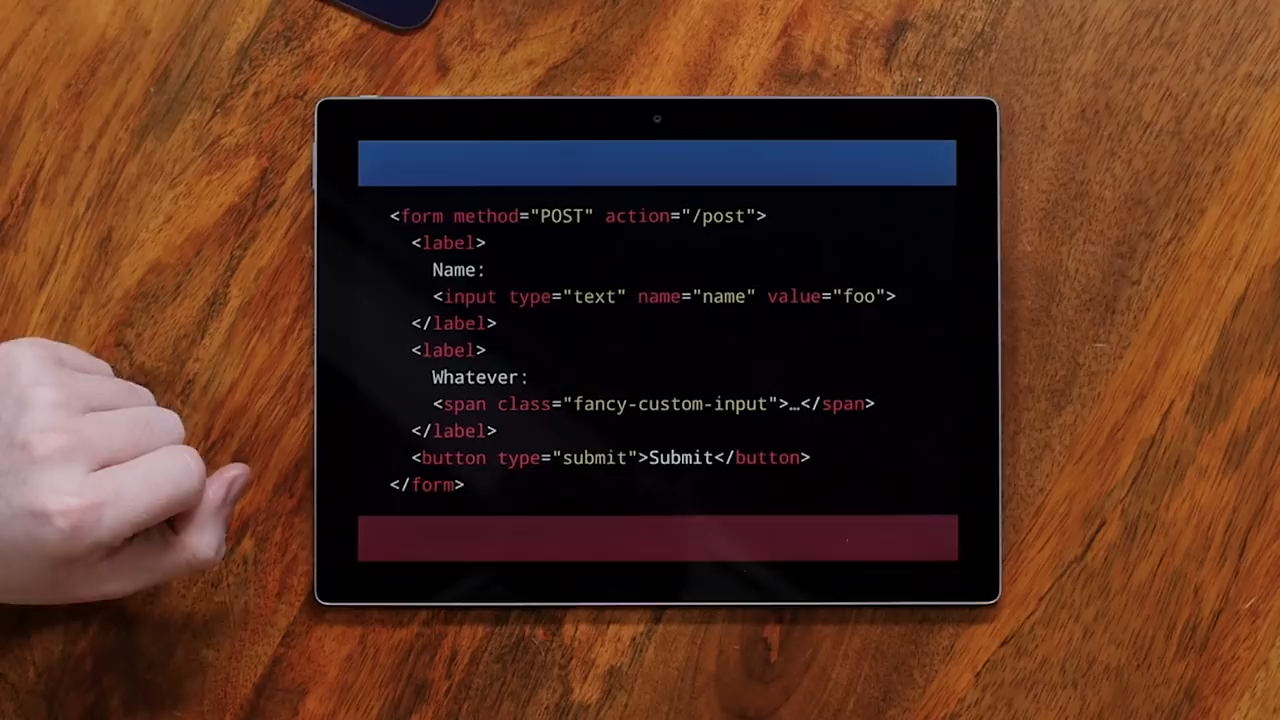 <form method="POST" action="/post">
<label>
Name:
<input type="text" name="name" value="foo">
</label>
<label>
Whatever:
<span class="fancy-custom-input">…</span>
</label>
<button type="submit">Submit</button>
</form>